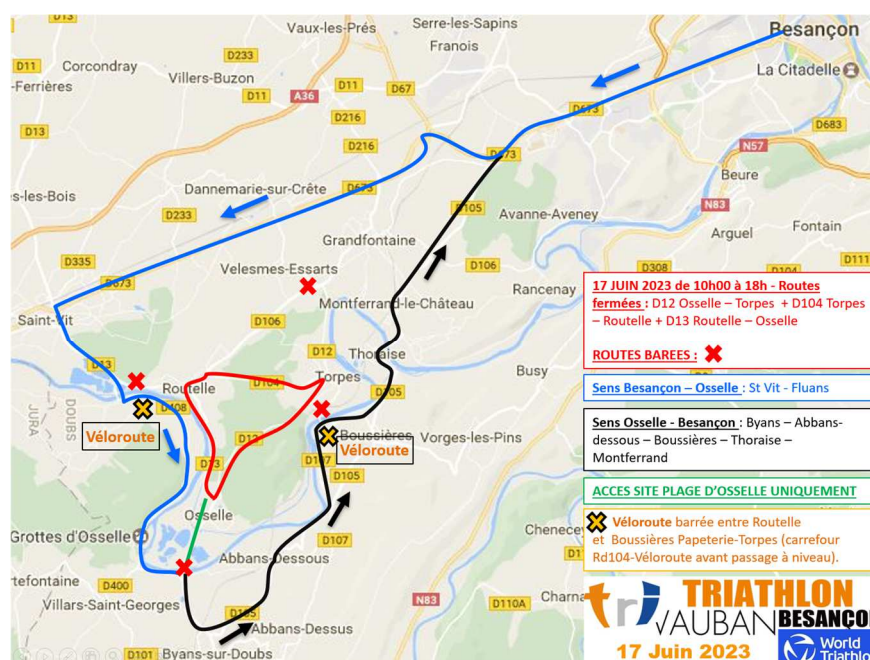 Vaux-les-Prés
Serre-les-Sapins
Besançon
Franois
D233
D11
Corcondray
-Ferrières
Villers-Buzon
D11
D67
A36
La Citadelle
D673
D13
D216
D683
D216
D673
N57
Beure
es-les-Bois
Dannemarie-sur-Crête
D673
D233
D105
Avanne-Aveney
N83
Arguel
Fontain
Grandfontaine
D335
D106
D308
D111
D673
Velesmes-Essarts
Rancenay
D104
Saint-Vit
Montferrand-le-Château
D106
D12
Thoraise
D13
Torpes
Busy
Routelle
D104
D105
JURA
DOUBS
D408
Véloroute
D12
Boussières
Vorges-les-Pins
Véloroute
D13
D107
D105
Osselle
Grottes d'Osselle
D107
Chenecey
Abbans-Dessous
rtefontaine
D400
Villars-Saint-Georges
N83
D110A
Charna
D105
Abbans-Dessus
D101
Byans-sur-Doubs
17 JUIN 2023 de 10h00 à 18h - Routes
fermées : D12 Osselle – Torpes + D104 Torpes
– Routelle + D13 Routelle – Osselle
ROUTES BAREES :
Sens Besançon – Osselle : St Vit - Fluans
Sens Osselle - Besançon : Byans – Abbans-
dessous – Boussières – Thoraise –
Montferrand
ACCES SITE PLAGE D'OSSELLE UNIQUEMENT
Véloroute barrée entre Routelle
et Boussières Papeterie-Torpes (carrefour
Rd104-Véloroute avant passage à niveau).
tri TRIATHLON
VAUBAN BESANÇON
17 Juin 2023
World
Triathlon